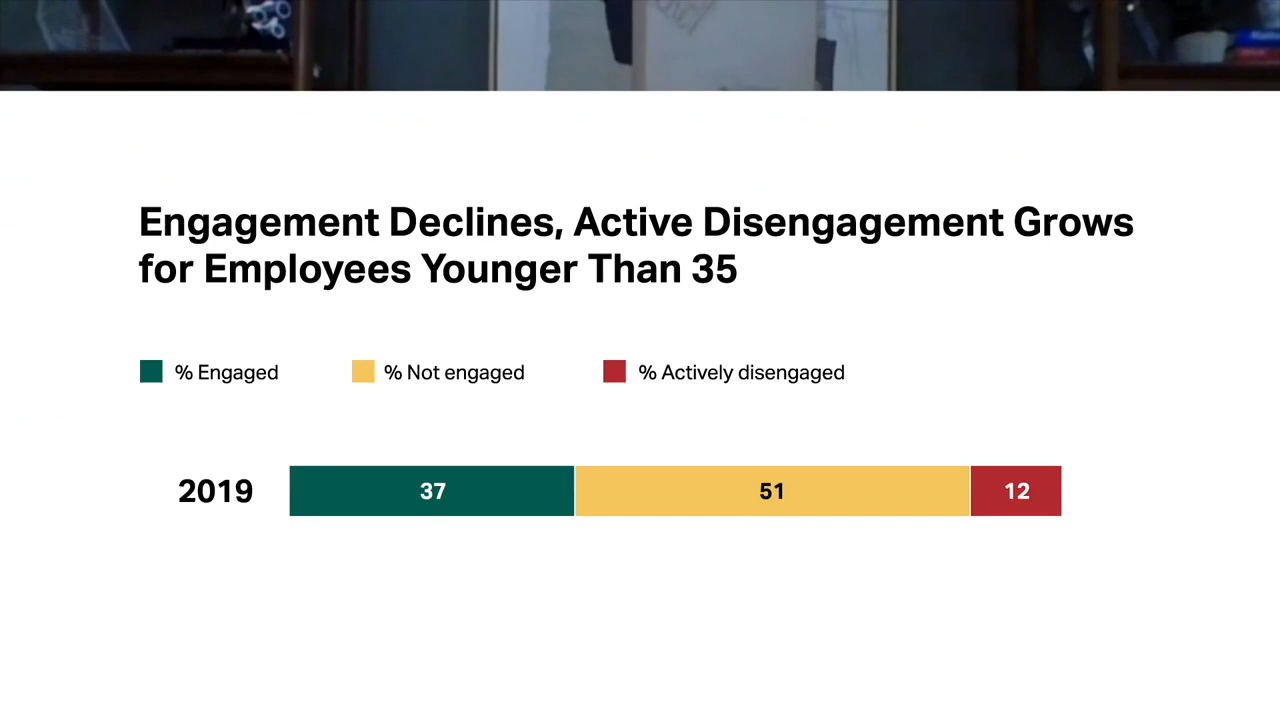 Engagement Declines, Active Disengagement Grows
for Employees Younger Than 35
% Engaged % Not engaged % Actively disengaged
2019 37 51 12